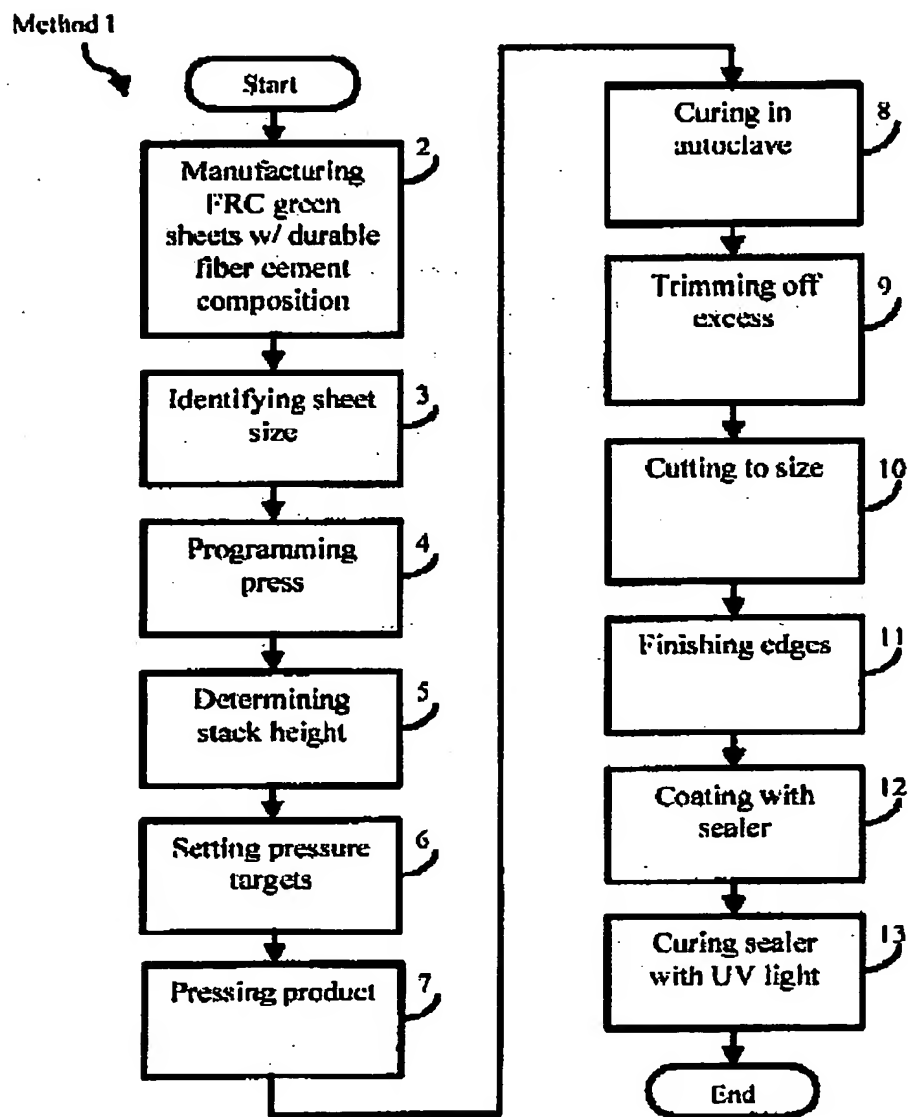 Method 1
Start
2
Manufacturing
FRC green
sheets w/ durable
fiber cement
composition
3
Identifying sheet
size
4
Programming
press
5
Determining
stack height
6
Setting pressure
targets
7
Pressing product
8
Curing in
autoclave
9
Trimming off
excess
10
Cutting to size
11
Finishing edges
12
Coating with
sealer
13
Curing sealer
with UV light
End